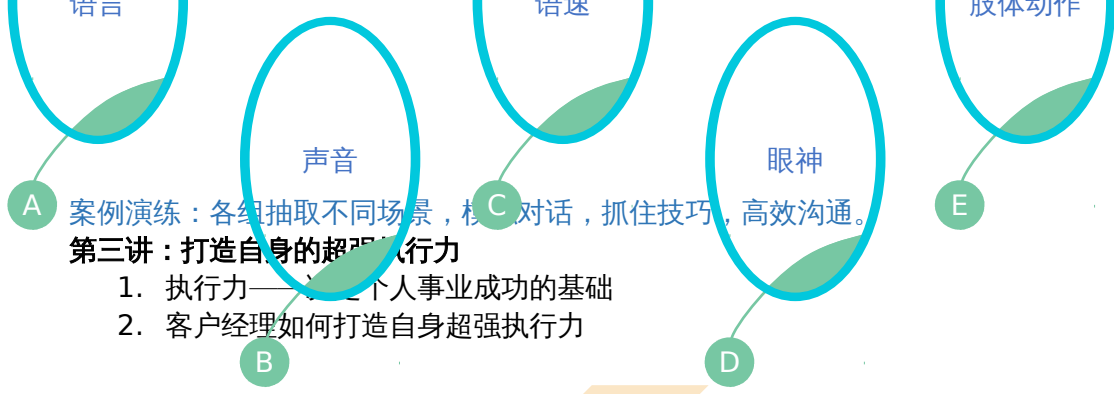 语言
语速
肢体动作
声音
眼神
A
C
E
案例演练：各组抽取不同场景，模 对话，抓住技巧，高效沟通。
第三讲：打造自身的超强执行力
1. 执行力——决定个人事业成功的基础
2. 客户经理如何打造自身超强执行力
B
D